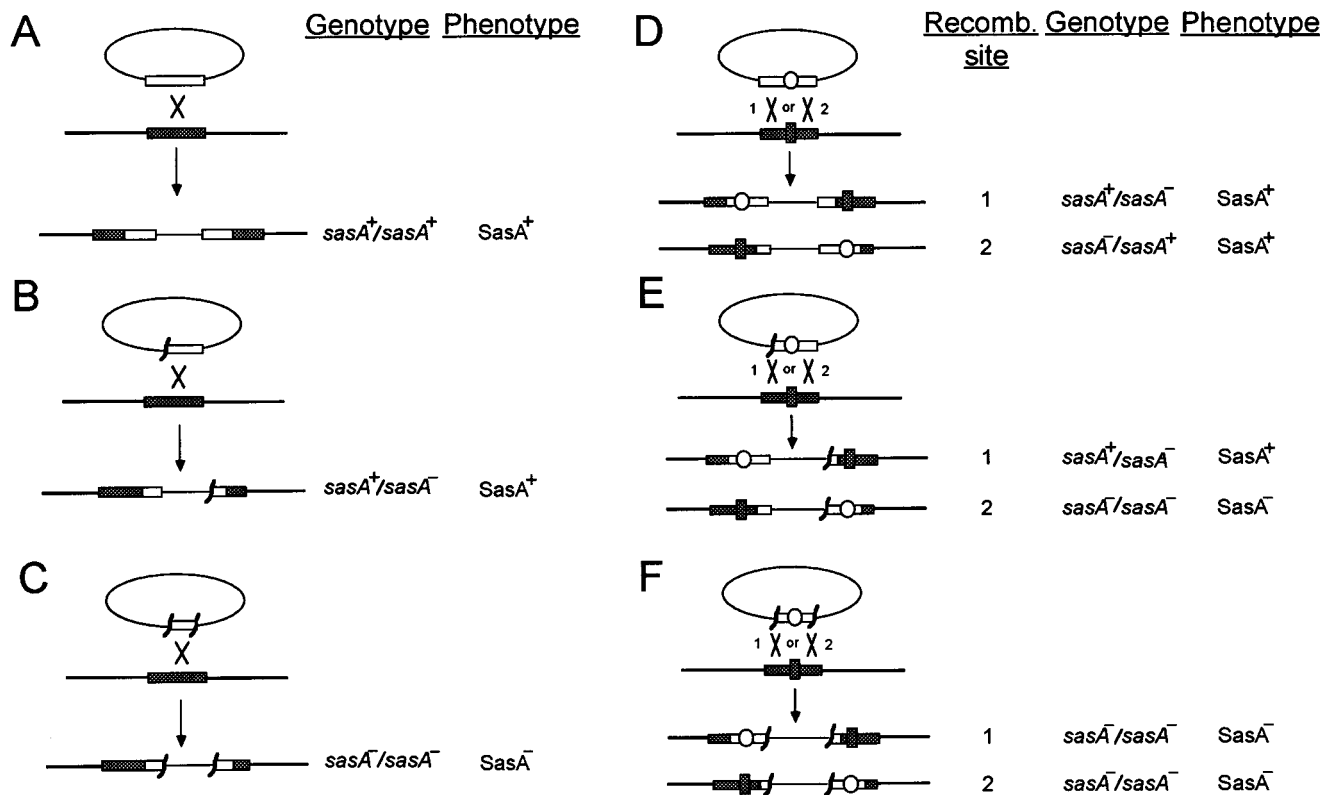 A
Genotype Phenotype
X
sasA+/sasA+ SasA+
B
X
sasA+/sasA− SasA+
C
X
sasA−/sasA− SasA−
D
Recomb. site Genotype Phenotype
1 X or X 2
1 sasA+/sasA− SasA+
2 sasA−/sasA+ SasA+
E
1 X or X 2
1 sasA+/sasA− SasA+
2 sasA−/sasA− SasA−
F
1 X or X 2
1 sasA−/sasA− SasA−
2 sasA−/sasA− SasA−